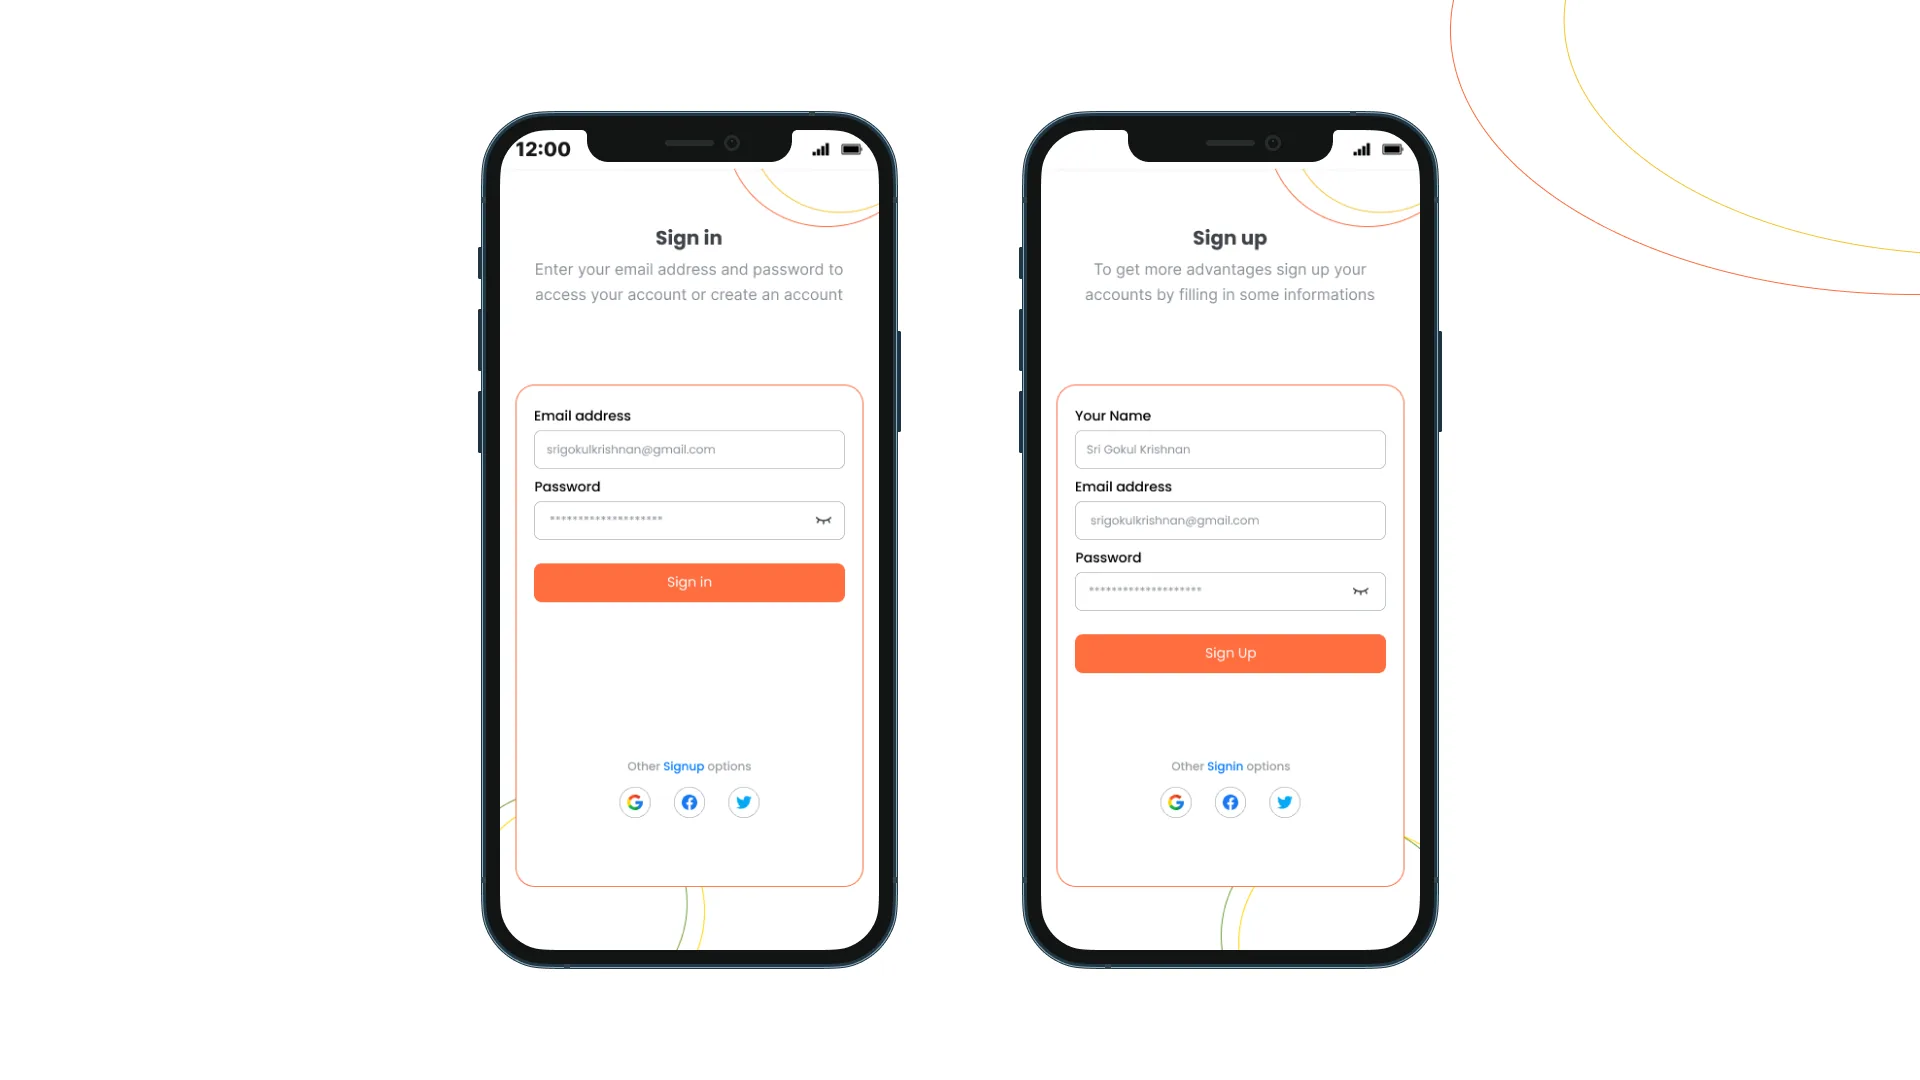 12:00
Sign in
Enter your email address and password to
access your account or create an account
Email address
srigokulkrishnan@gmail.com
Password
********************
Sign in
Other Signup options
Sign up
To get more advantages sign up your
accounts by filling in some informations
Your Name
Sri Gokul Krishnan
Email address
srigokulkrishnan@gmail.com
Password
********************
Sign Up
Other Signin options